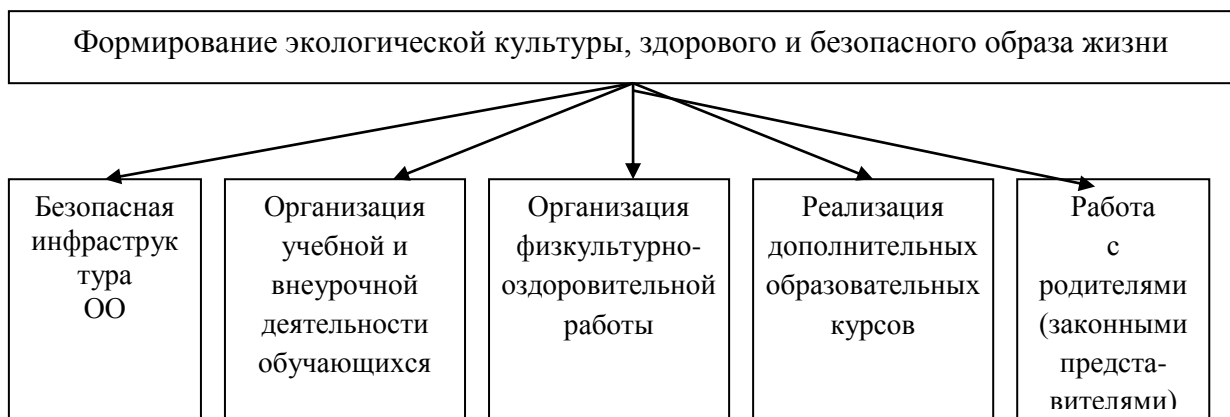 Формирование экологической культуры, здорового и безопасного образа жизни
Безопасная
инфраструк
тура
ОО
Организация
учебной и
внеурочной
деятельности
обучающихся
Организация
физкультурно-
оздоровительной
работы
Реализация
дополнительных
образовательных
курсов
Работа
с
родителями
(законными
предста-
вителями)